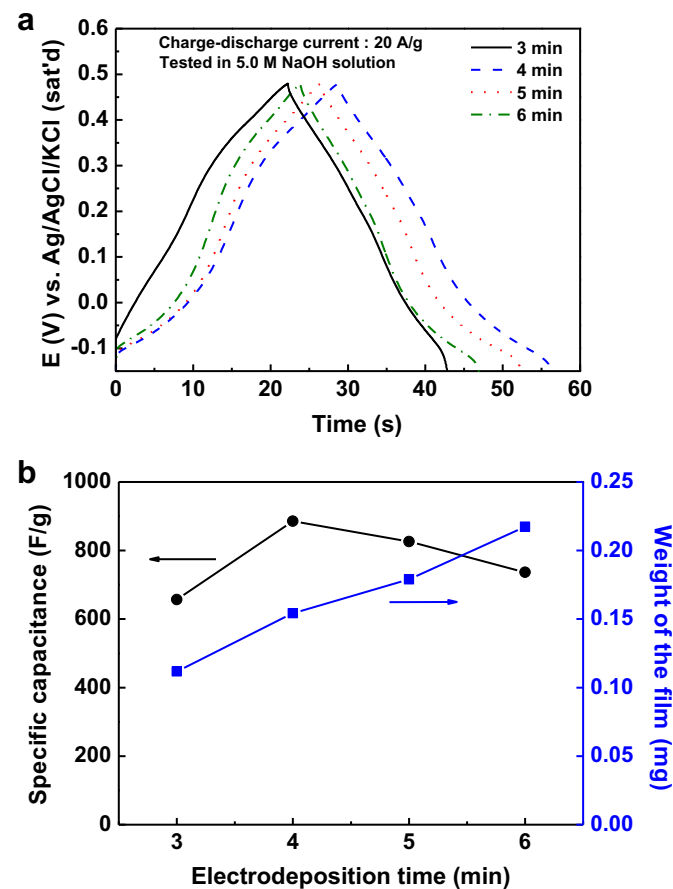 a
Charge-discharge current : 20 A/g
Tested in 5.0 M NaOH solution
3 min
4 min
5 min
6 min
E (V) vs. Ag/AgCl/KCl (sat'd)
0.6
0.5
0.4
0.3
0.2
0.1
0.0
-0.1
0 10 20 30 40 50 60
Time (s)
b
Specific capacitance (F/g)
1000
800
600
400
200
0
0.25
0.20
0.15
0.10
0.05
0.00
Weight of the film (mg)
3 4 5 6
Electrodeposition time (min)